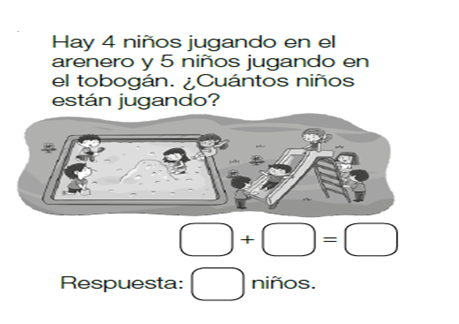 Hay 4 niños jugando en el
arenero y 5 niños jugando en
el tobogán. ¿Cuántos niños
están jugando?
+ =
Respuesta: niños.